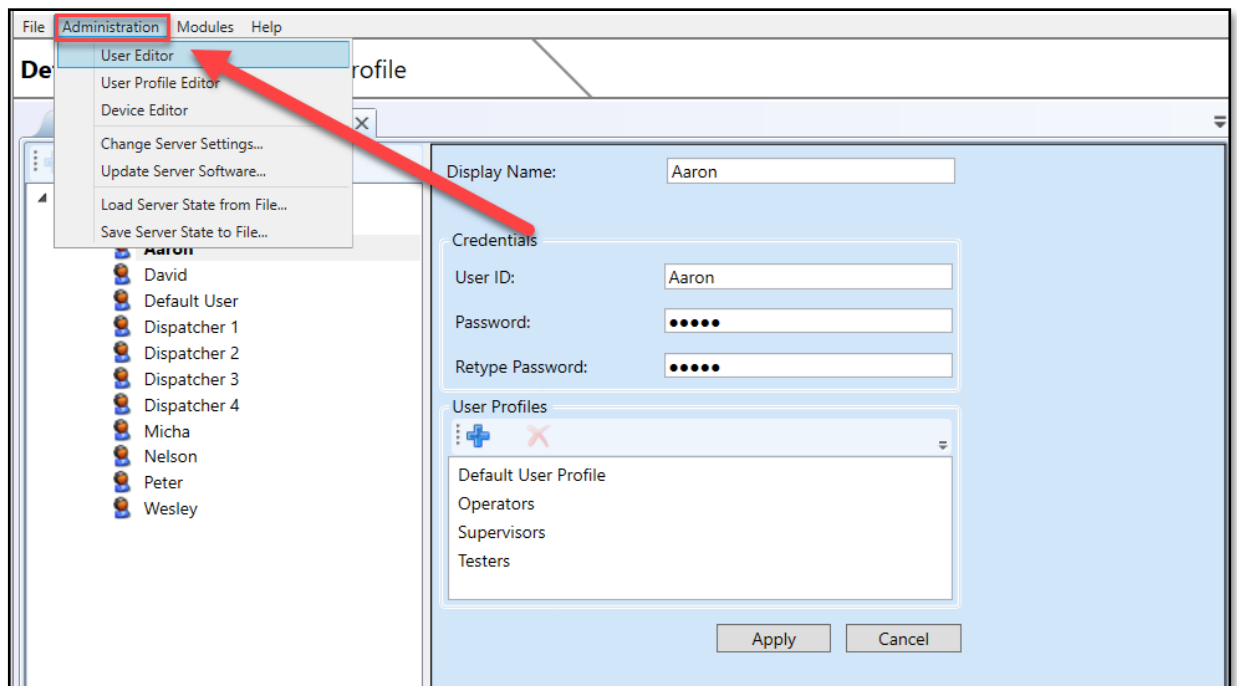 File Administration Modules Help
User Editor
De rofile
User Profile Editor
Device Editor
Change Server Settings...
Update Server Software...
Load Server State from File...
Save Server State to File...
Aaron
David
Default User
Dispatcher 1
Dispatcher 2
Dispatcher 3
Dispatcher 4
Micha
Nelson
Peter
Wesley
Display Name: Aaron
Credentials
User ID: Aaron
Password: ●●●●●
Retype Password: ●●●●●
User Profiles
Default User Profile
Operators
Supervisors
Testers
Apply Cancel